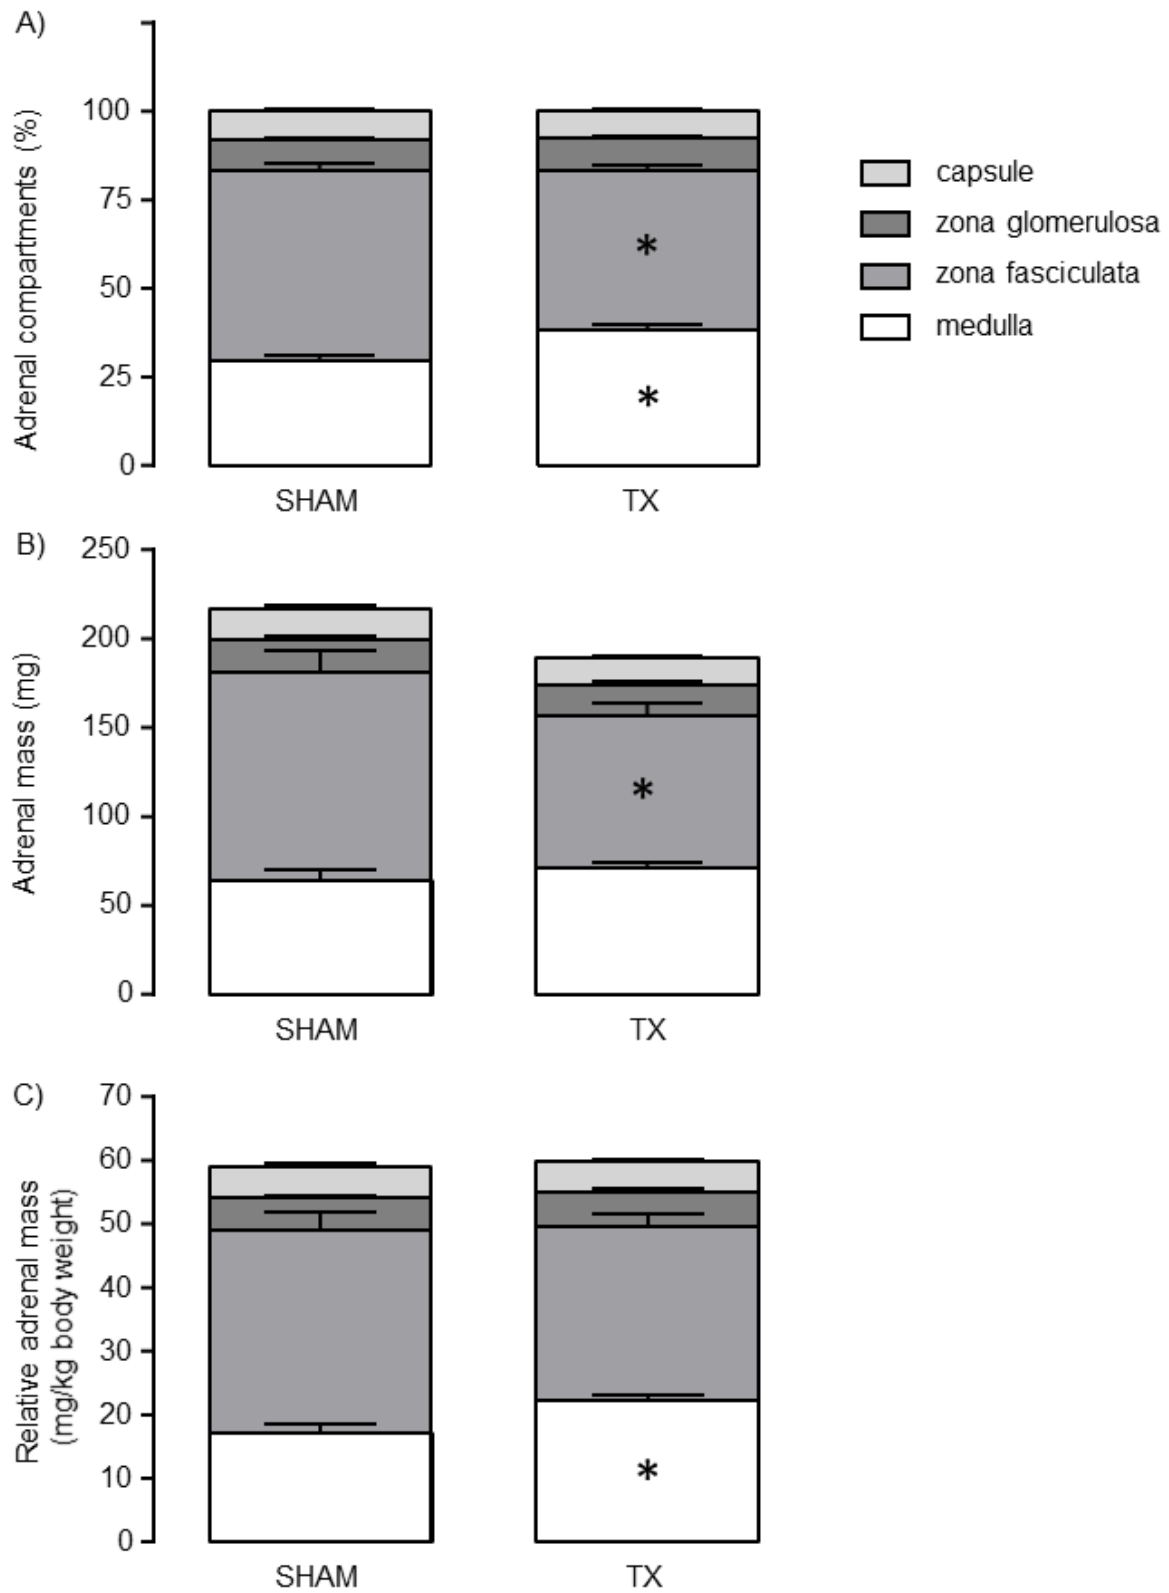 A)
Adrenal compartments (%)
100
75
50
25
0
*
*
SHAM
TX
capsule
zona glomerulosa
zona fasciculata
medulla
B)
Adrenal mass (mg)
250
200
150
100
50
0
*
SHAM
TX
C)
Relative adrenal mass
(mg/kg body weight)
70
60
50
40
30
20
10
0
*
SHAM
TX